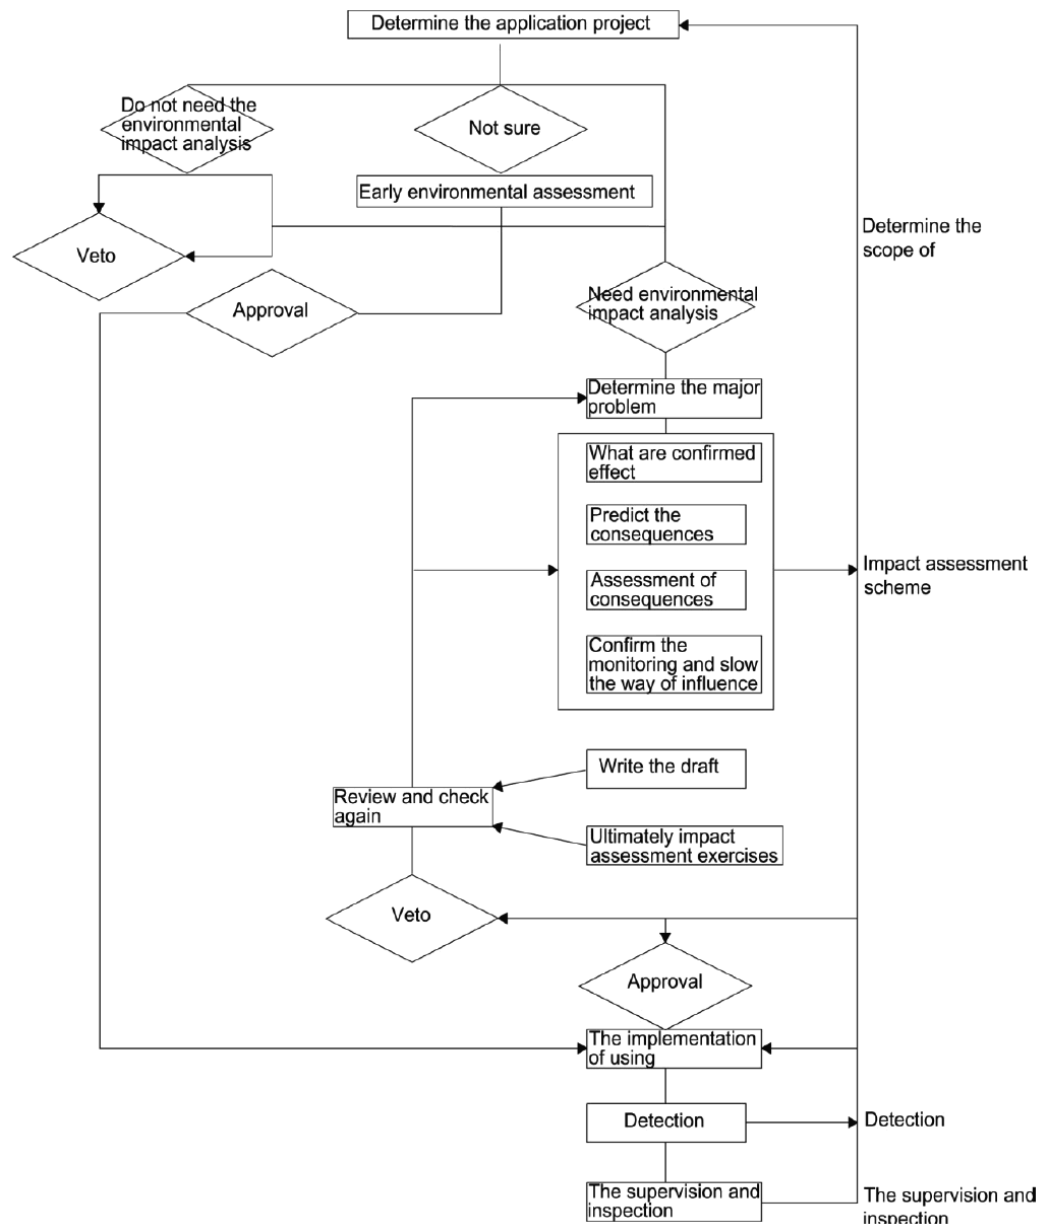 Determine the application project
Do not need the
environmental
impact analysis
Not sure
Early environmental assessment
Veto
Determine the
scope of
Approval
Need environmental
impact analysis
Determine the major
problem
What are confirmed
effect
Predict the
consequences
Impact assessment
scheme
Assessment of
consequences
Confirm the
monitoring and slow
the way of influence
Write the draft
Review and check
again
Ultimately impact
assessment exercises
Veto
Approval
The implementation
of using
Detection
Detection
The supervision and
inspection
The supervision and
inspection